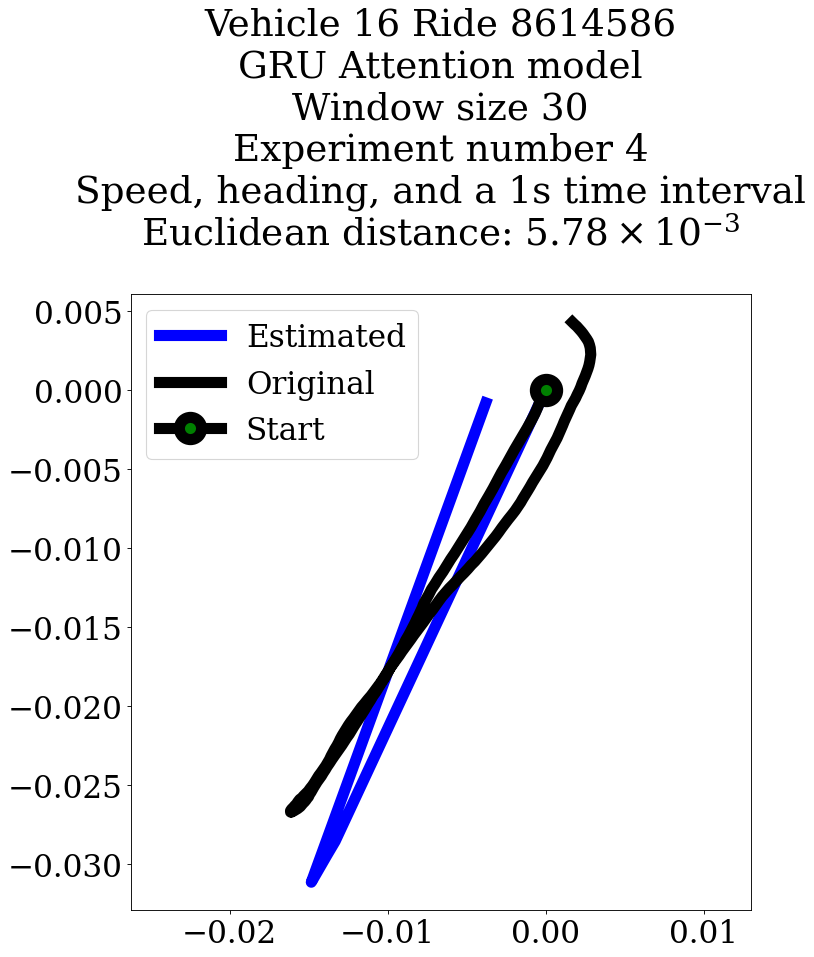 Vehicle 16 Ride 8614586
GRU Attention model
Window size 30
Experiment number 4
Speed, heading, and a 1s time interval
Euclidean distance: 5.78 × 10⁻³
0.005
0.000
−0.005
−0.010
−0.015
−0.020
−0.025
−0.030
Estimated
Original
Start
−0.02
−0.01
0.00
0.01